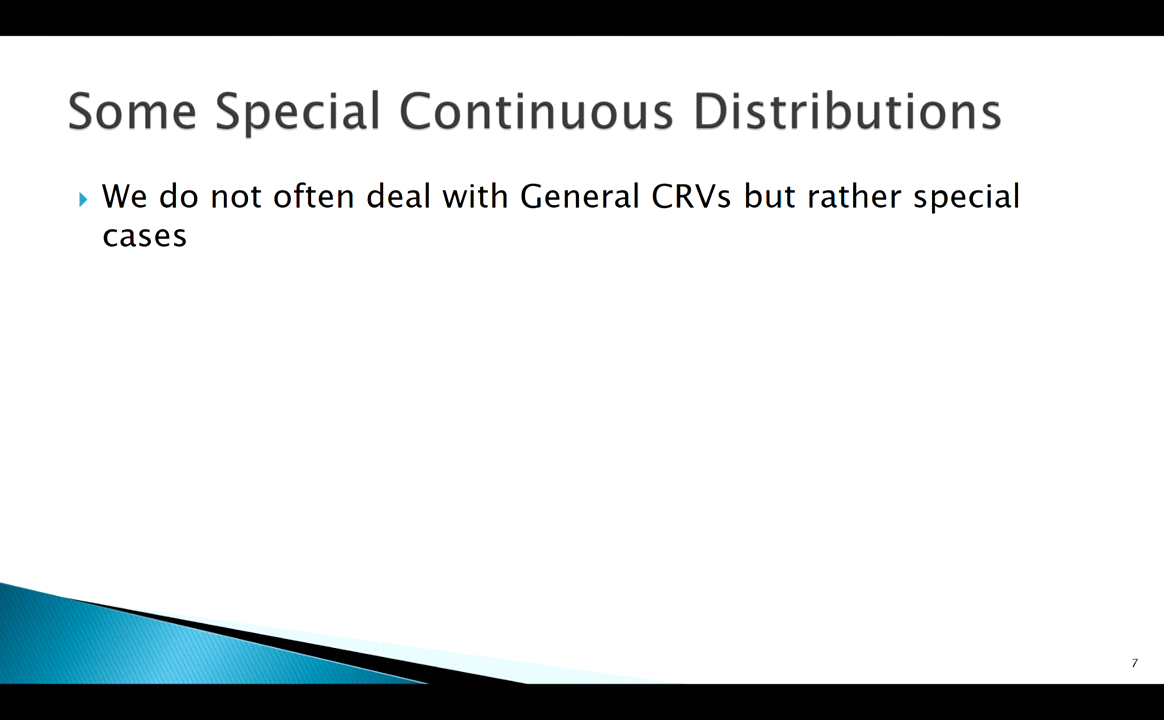 Some Special Continuous Distributions
We do not often deal with General CRVs but rather special
cases
7